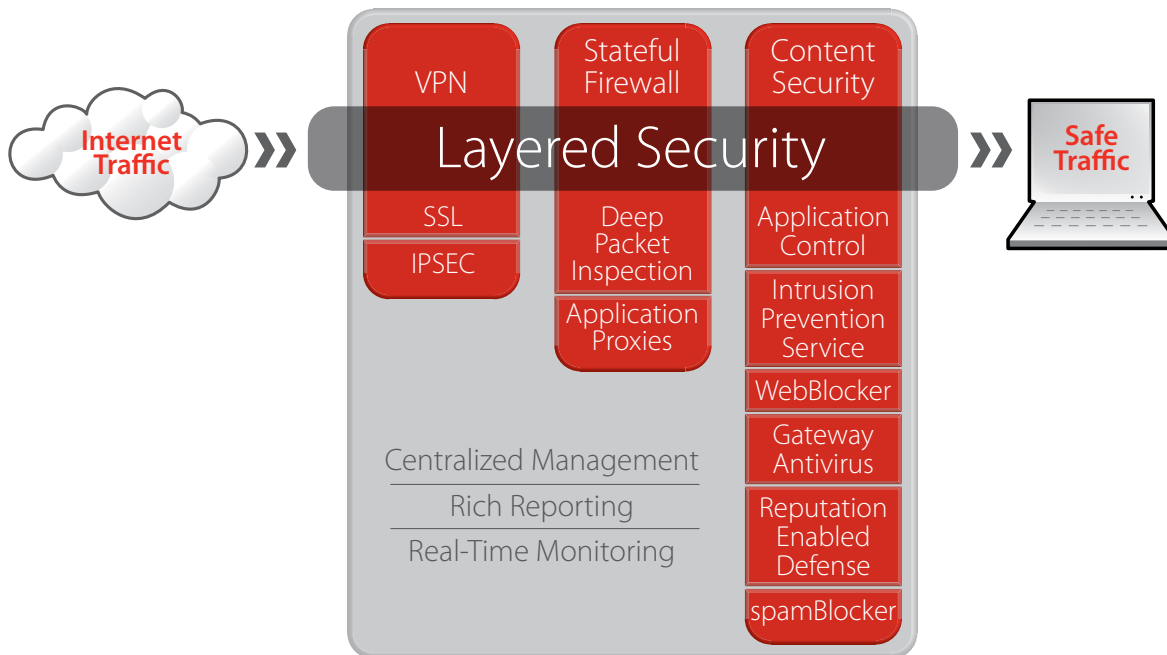 Internet
Traffic
VPN
Stateful
Firewall
Content
Security
Layered Security
Safe
Traffic
SSL
IPSEC
Deep
Packet
Inspection
Application
Proxies
Application
Control
Intrusion
Prevention
Service
WebBlocker
Gateway
Antivirus
Reputation
Enabled
Defense
spamBlocker
Centralized Management
Rich Reporting
Real-Time Monitoring